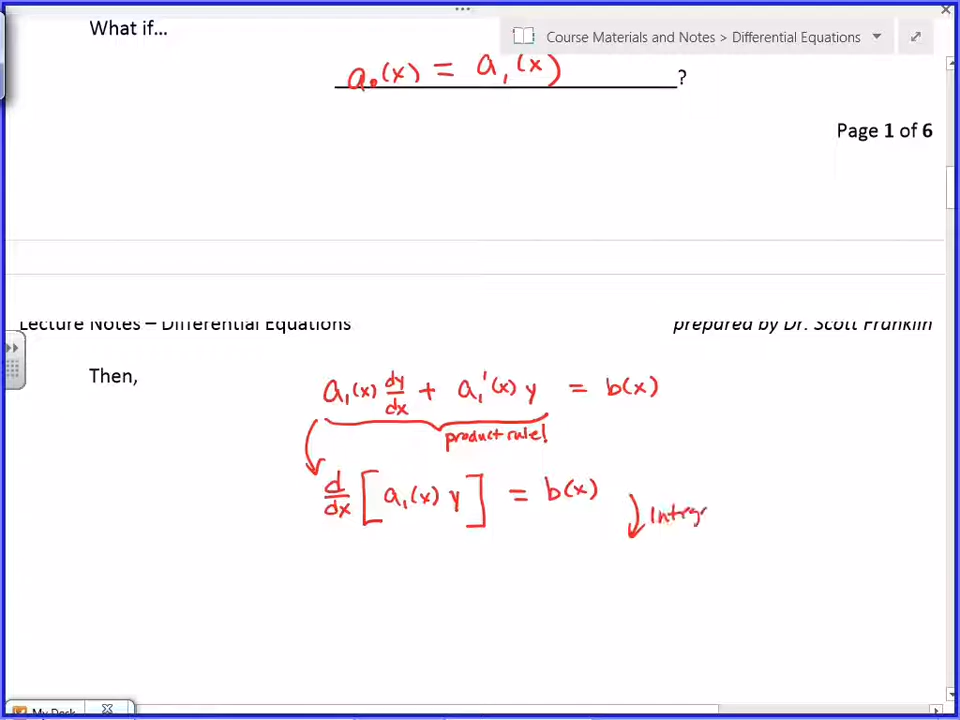 What if...
Course Materials and Notes > Differential Equations
a₀(x) = a₁(x) ?
Page 1 of 6
Lecture Notes – Differential Equations
prepared by Dr. Scott Franklin
Then,
a₁(x) dy/dx + a₁'(x) y = b(x)
product rule!
d/dx [a₁(x) y] = b(x)
Integr
My Desk